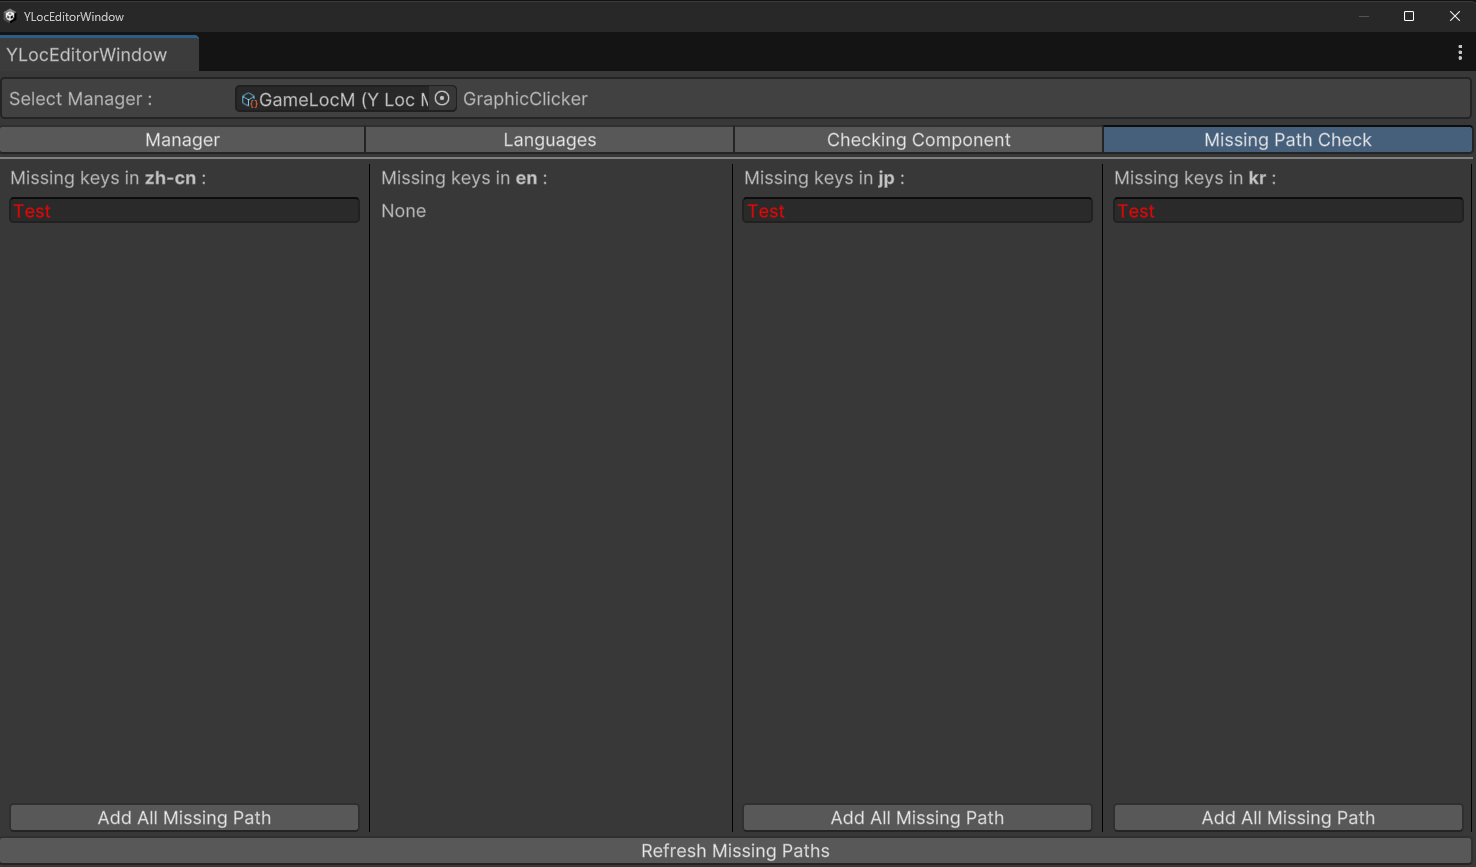 YLocEditorWindow
YLocEditorWindow
Select Manager : GameLocM (Y Loc M GraphicClicker
Manager Languages Checking Component Missing Path Check
Missing keys in zh-cn : Missing keys in en : Missing keys in jp : Missing keys in kr :
Test None Test Test
Add All Missing Path Add All Missing Path Add All Missing Path
Refresh Missing Paths